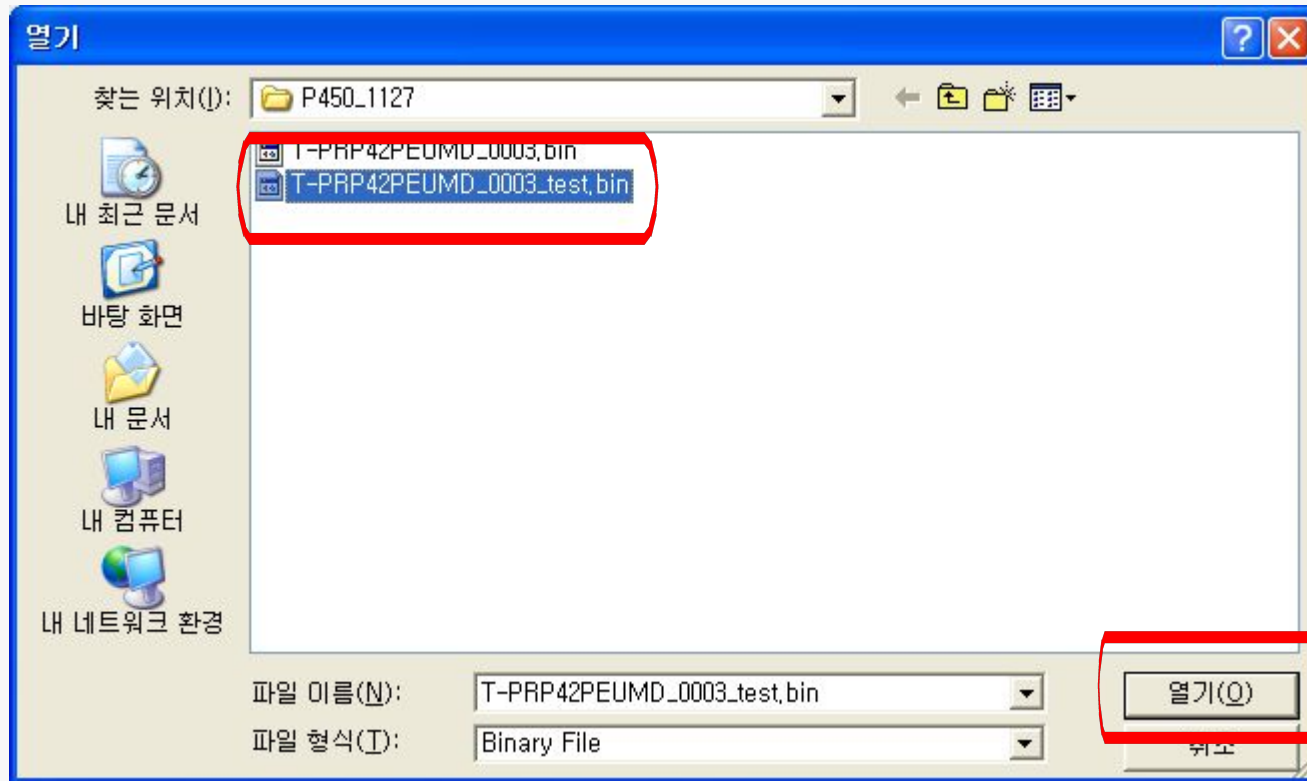 열기
찾는 위치(I): P450_1127
T-PRP42PEUMD_0003.bin
T-PRP42PEUMD_0003_test.bin
내 최근 문서
바탕 화면
내 문서
내 컴퓨터
내 네트워크 환경
파일 이름(N): T-PRP42PEUMD_0003_test.bin 열기(O)
파일 형식(T): Binary File 취소